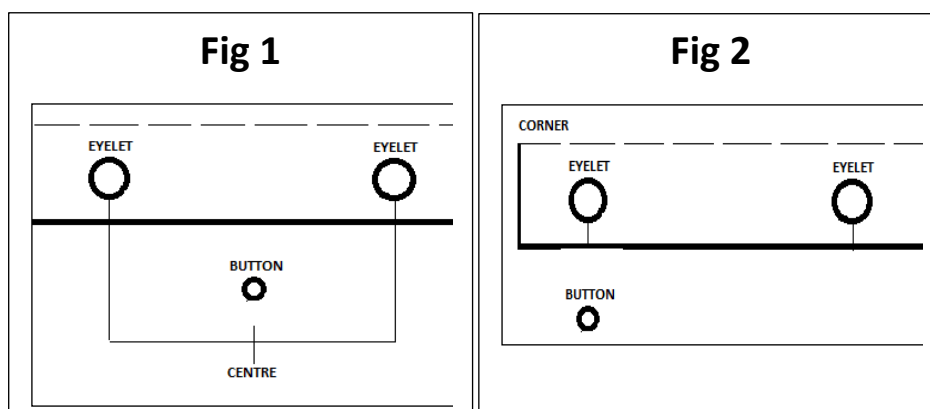 Fig 1
EYELET
EYELET
BUTTON
CENTRE
Fig 2
CORNER
EYELET
EYELET
BUTTON